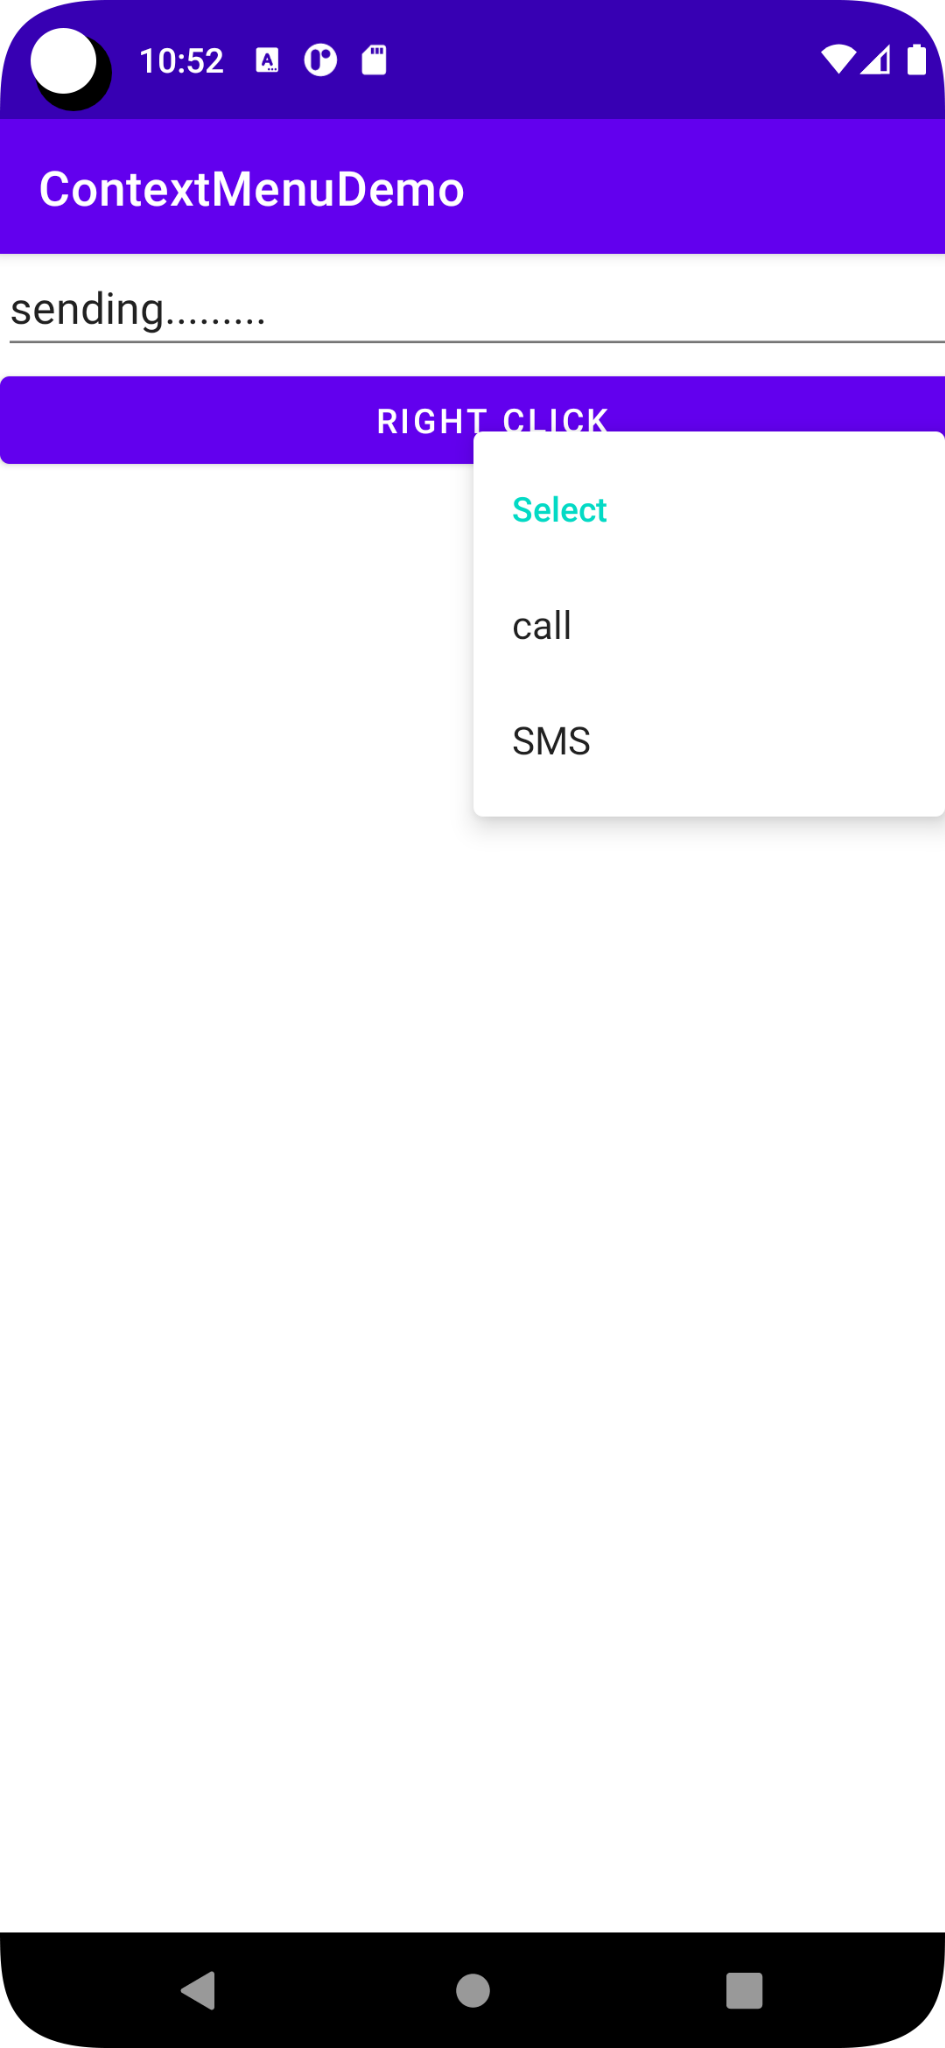 10:52
ContextMenuDemo
sending.........
RIGHT CLICK
Select
call
SMS